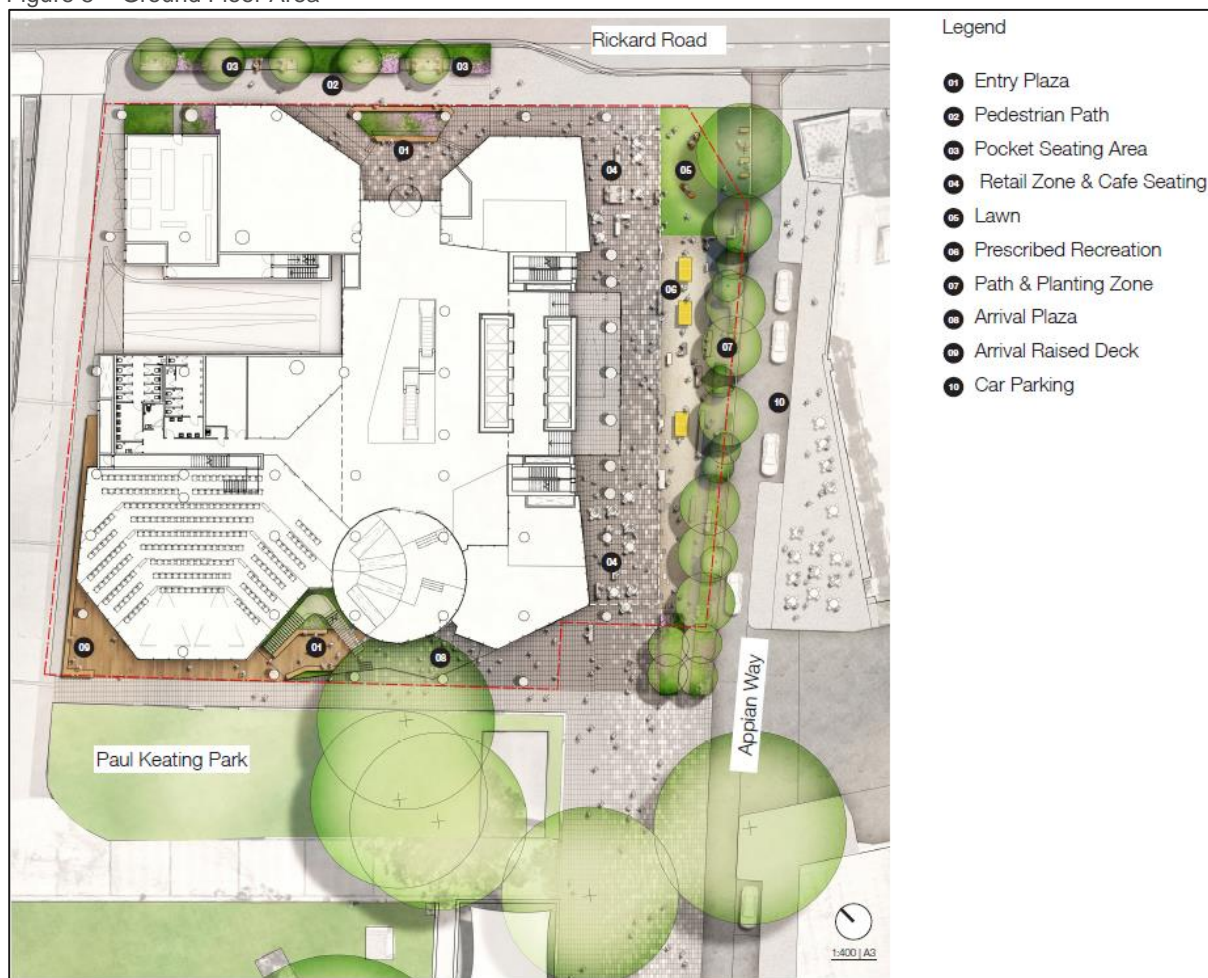 Figure 3 – Ground Floor Area
Rickard Road
03
03
02
01
04
05
06
07
10
04
01
08
09
Appian Way
Paul Keating Park
1:400 | A3
Legend
01 Entry Plaza
02 Pedestrian Path
03 Pocket Seating Area
04 Retail Zone & Cafe Seating
05 Lawn
06 Prescribed Recreation
07 Path & Planting Zone
08 Arrival Plaza
09 Arrival Raised Deck
10 Car Parking